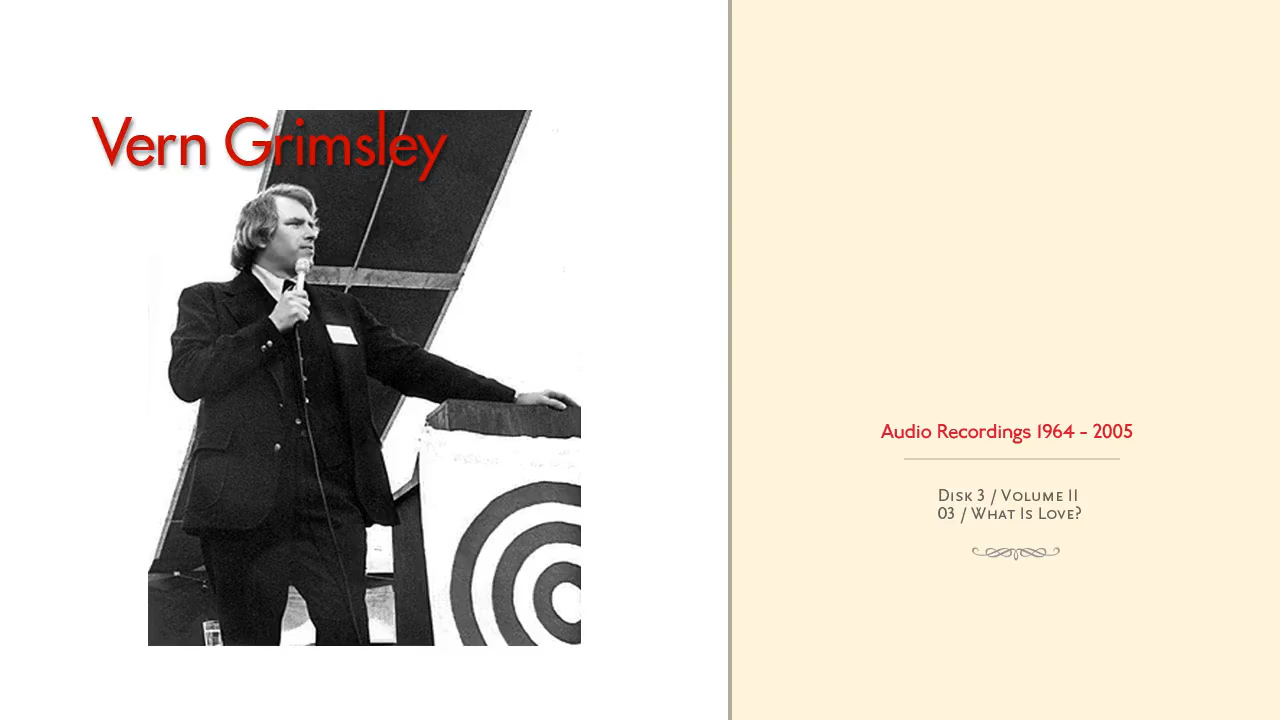 Vern Grimsley
Audio Recordings 1964 - 2005
Disk 3 / Volume II
03 / What Is Love?